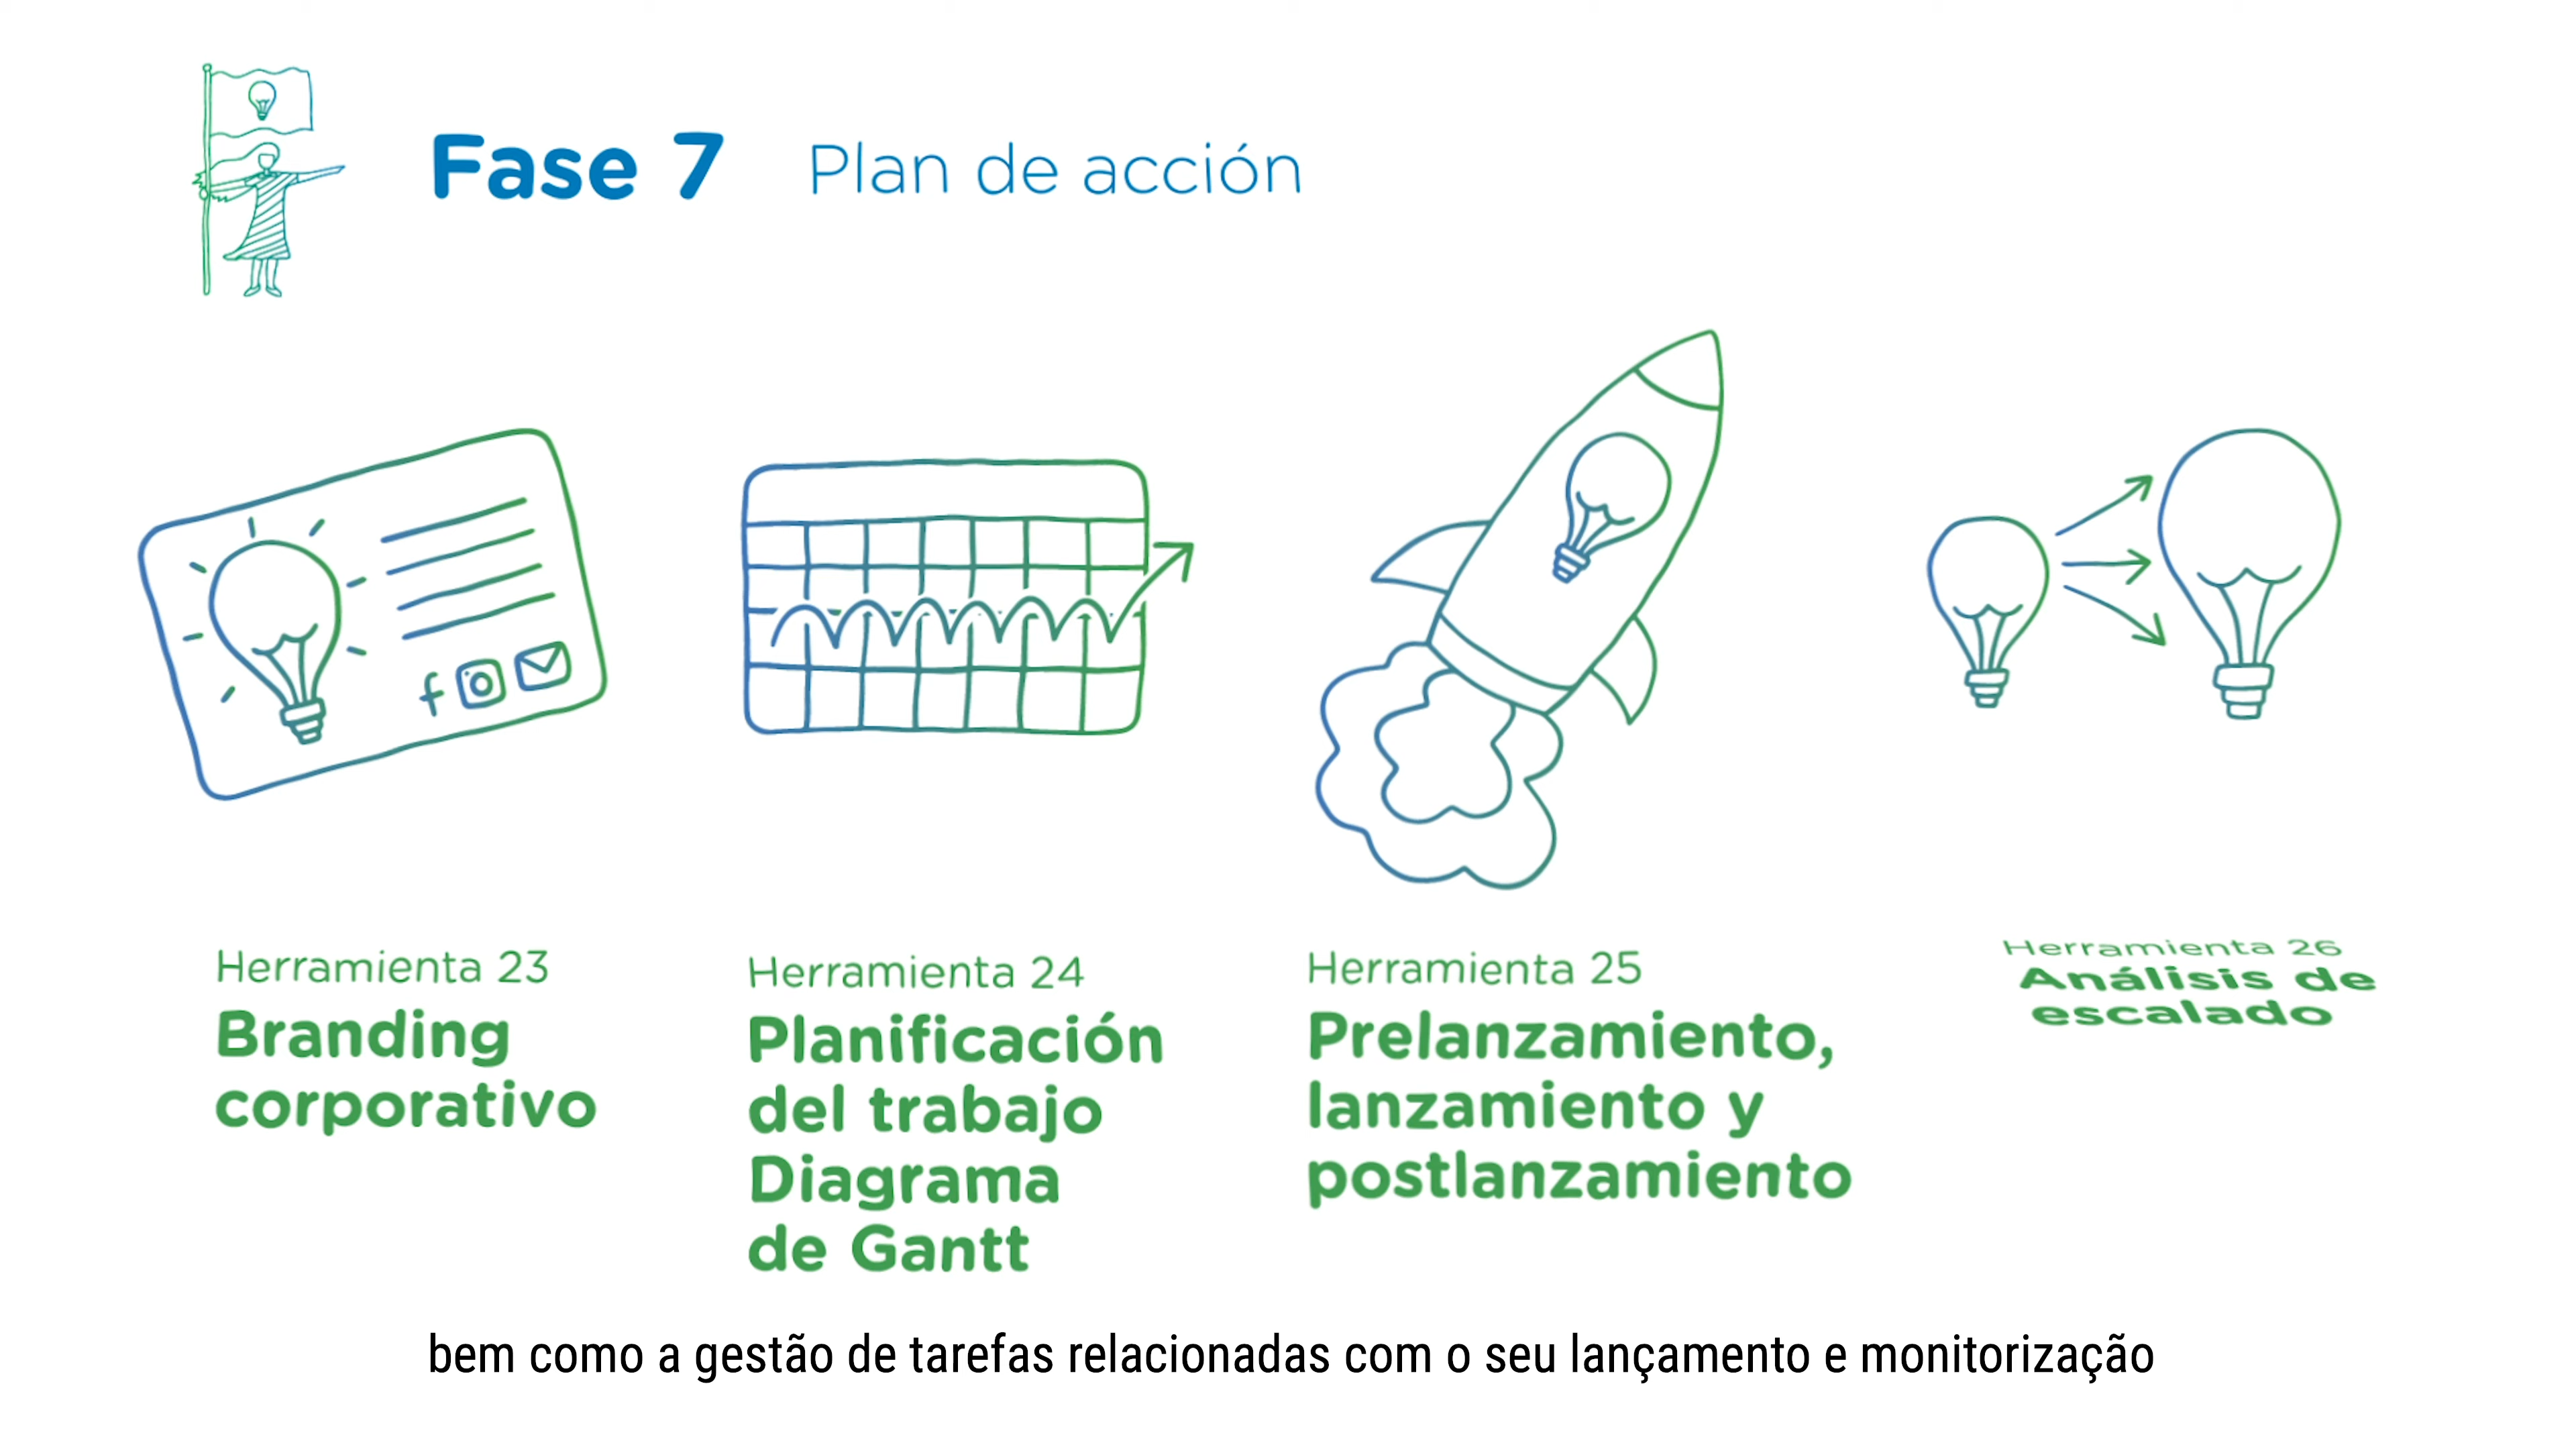 Fase 7 Plan de acción
Herramienta 23
Branding
corporativo
Herramienta 24
Planificación
del trabajo
Diagrama
de Gantt
Herramienta 25
Prelanzamiento,
lanzamiento y
postlanzamiento
Herramienta 26
Análisis de
escalado
bem como a gestão de tarefas relacionadas com o seu lançamento e monitorização